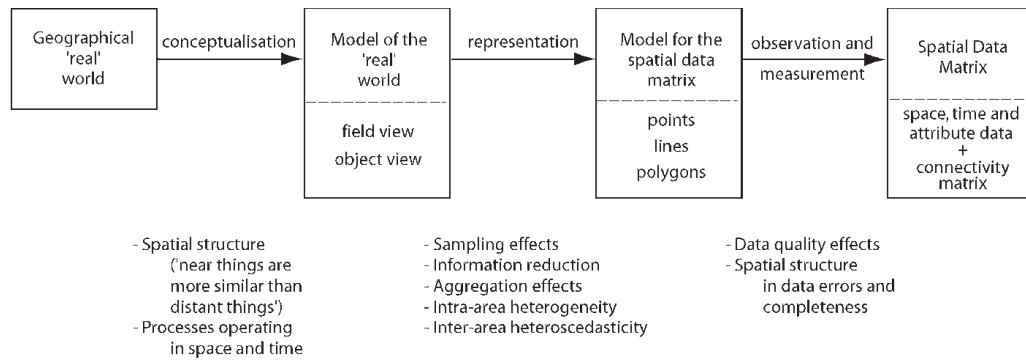 Geographical
'real'
world
conceptualisation
Model of the
'real'
world
field view
object view
representation
Model for the
spatial data
matrix
points
lines
polygons
observation and
measurement
Spatial Data
Matrix
space, time and
attribute data
+
connectivity
matrix
- Spatial structure
('near things are
more similar than
distant things')
- Processes operating
in space and time
- Sampling effects
- Information reduction
- Aggregation effects
- Intra-area heterogeneity
- Inter-area heteroscedasticity
- Data quality effects
- Spatial structure
in data errors and
completeness